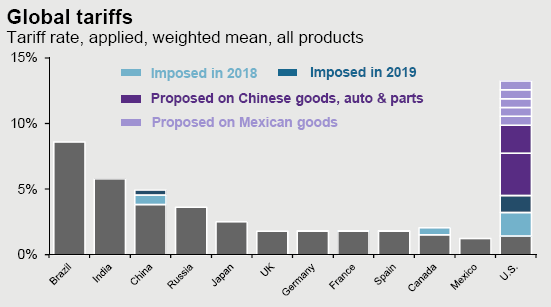 Global tariffs
Tariff rate, applied, weighted mean, all products
15%
Imposed in 2018
Imposed in 2019
Proposed on Chinese goods, auto & parts
10%
Proposed on Mexican goods
5%
0%
Brazil
India
China
Russia
Japan
UK
Germany
France
Spain
Canada
Mexico
U.S.